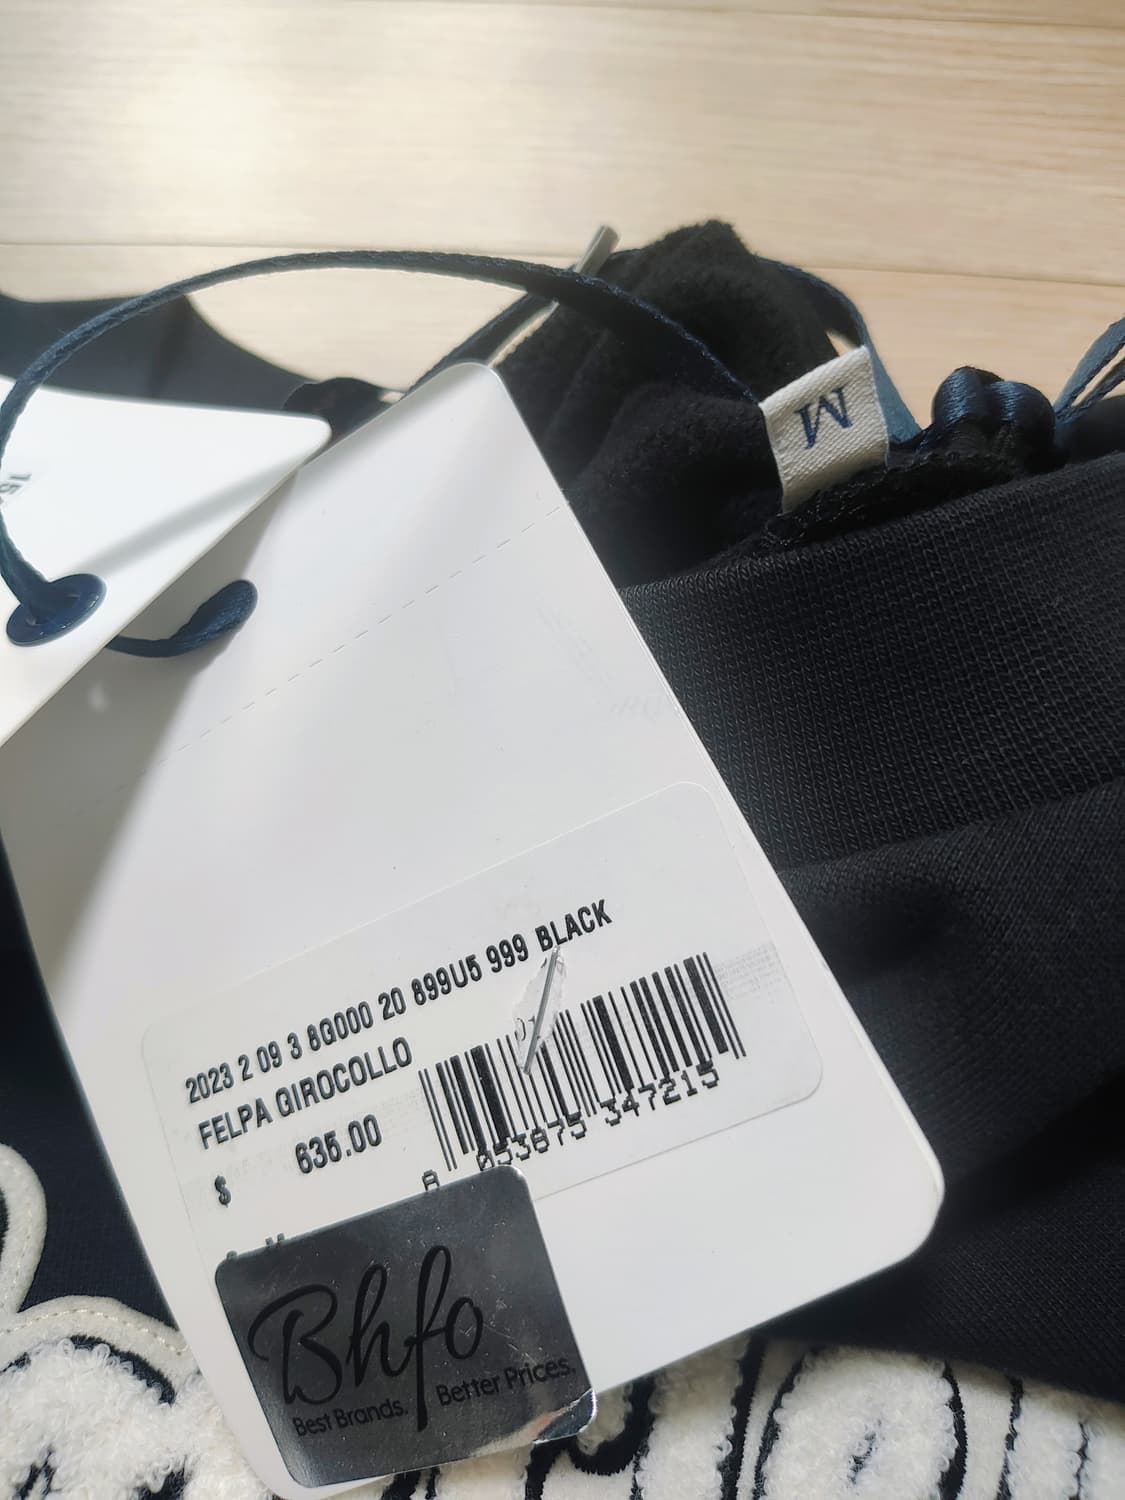 M
2023 2 09 3 8G000 20 899U5 999 BLACK
FELPA GIROCOLLO
$ 635.00
8 053875 347215
Bhfo
Best Brands. Better Prices.